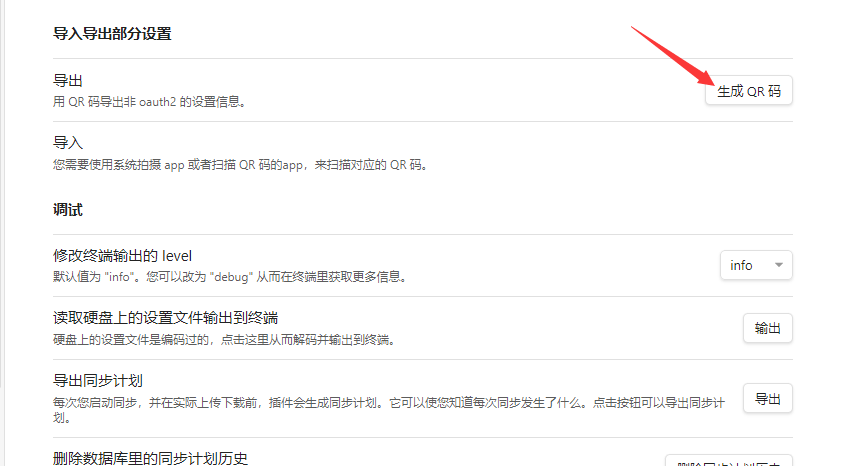 导入导出部分设置
导出
用 QR 码导出非 oauth2 的设置信息。
生成 QR 码
导入
您需要使用系统拍摄 app 或者扫描 QR 码的app，来扫描对应的 QR 码。
调试
修改终端输出的 level
默认值为 "info"。您可以改为 "debug" 从而在终端里获取更多信息。
info
读取硬盘上的设置文件输出到终端
硬盘上的设置文件是编码过的，点击这里从而解码并输出到终端。
输出
导出同步计划
每次您启动同步，并在实际上传下载前，插件会生成同步计划。它可以使您知道每次同步发生了什么。点击按钮可以导出同步计
划。
导出
删除数据库里的同步计划历史
删除同步计划历史